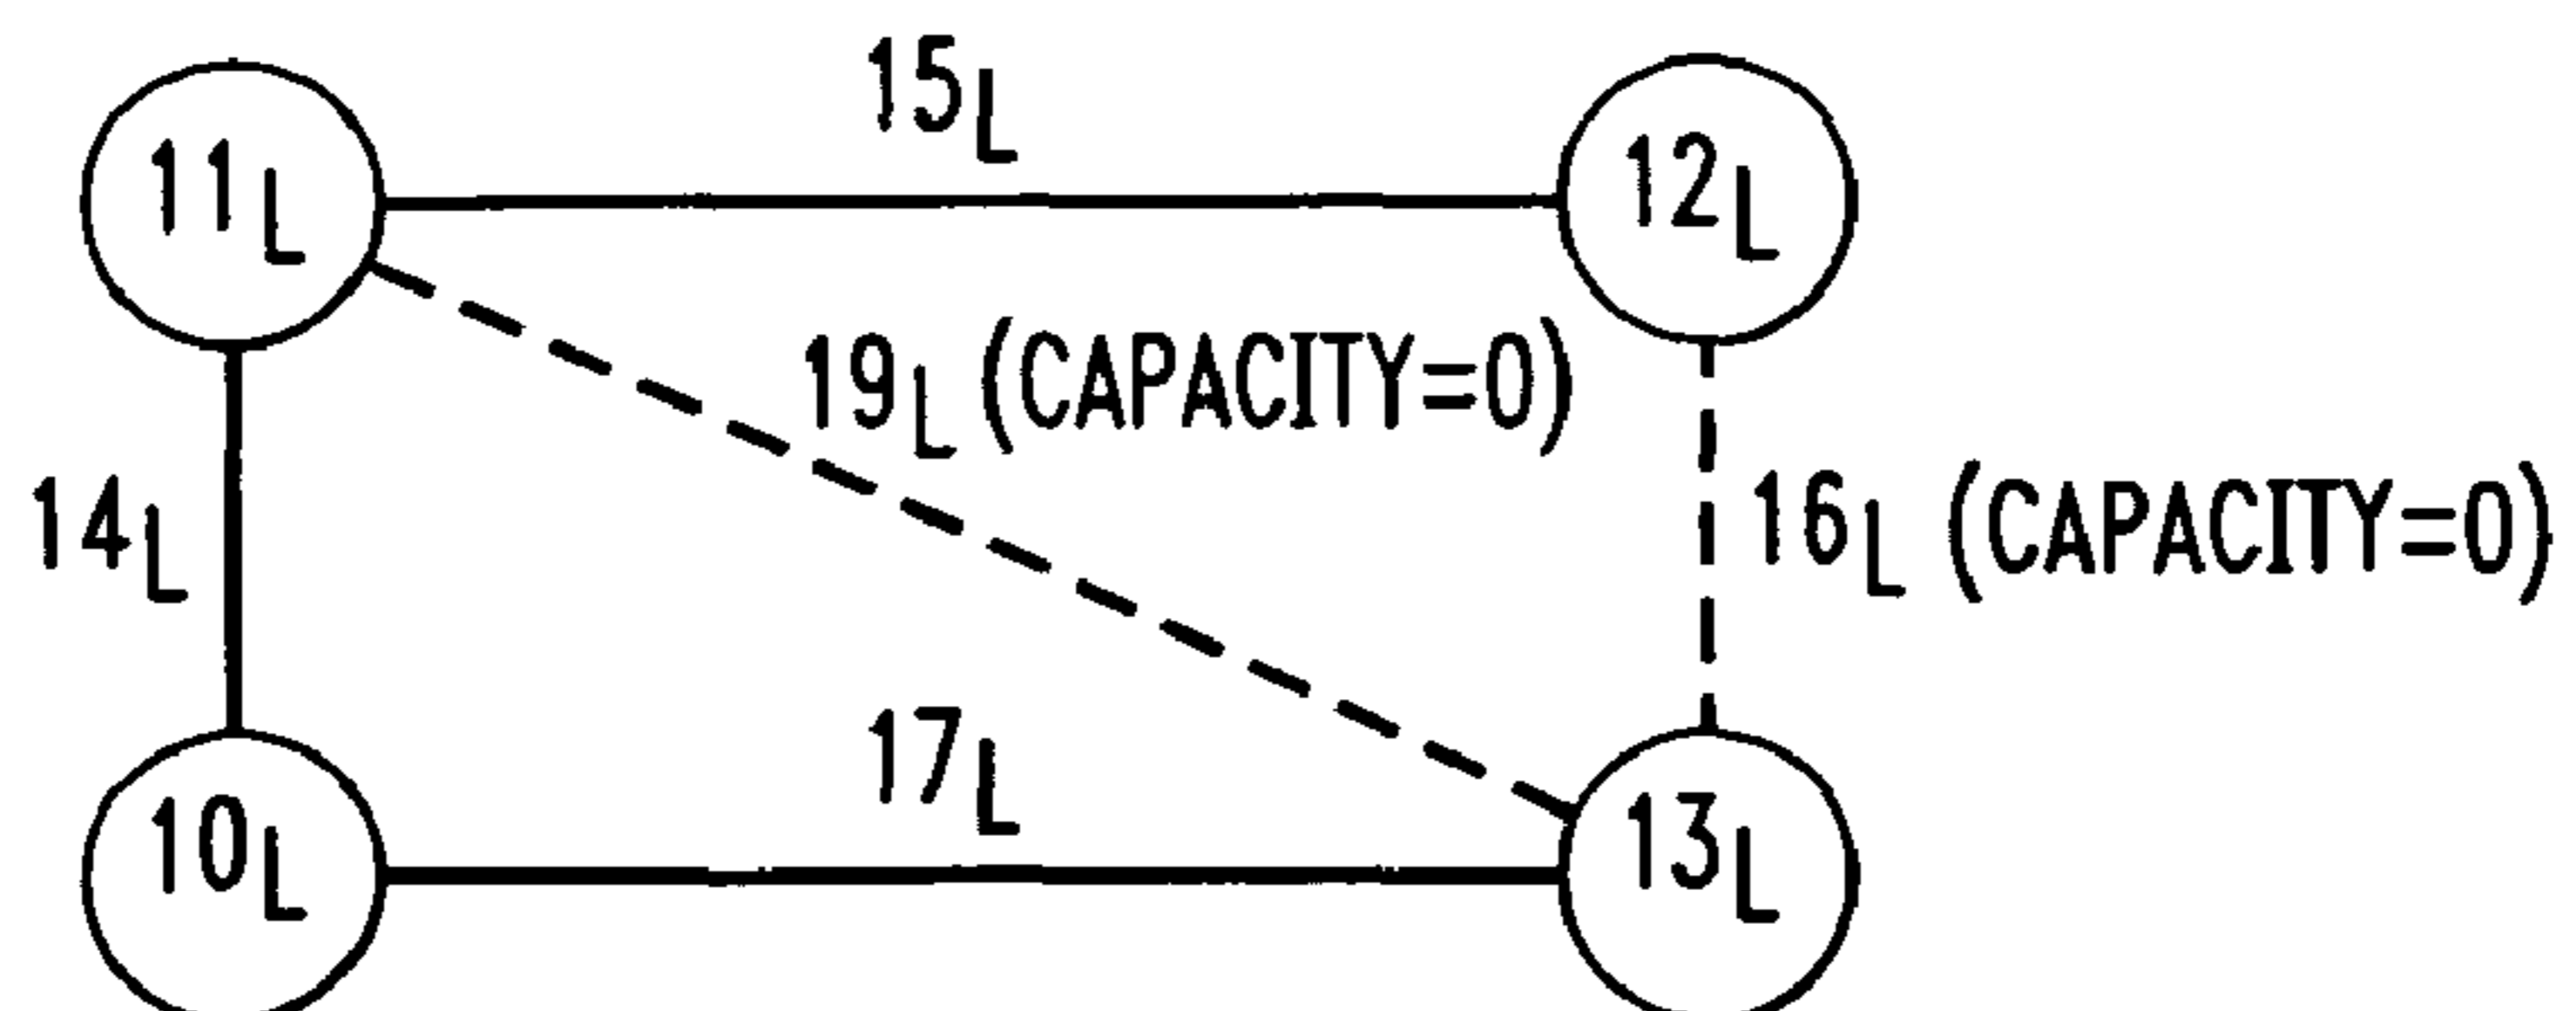 15L
11L
12L
19L (CAPACITY=0)
14L
16L (CAPACITY=0)
17L
10L
13L